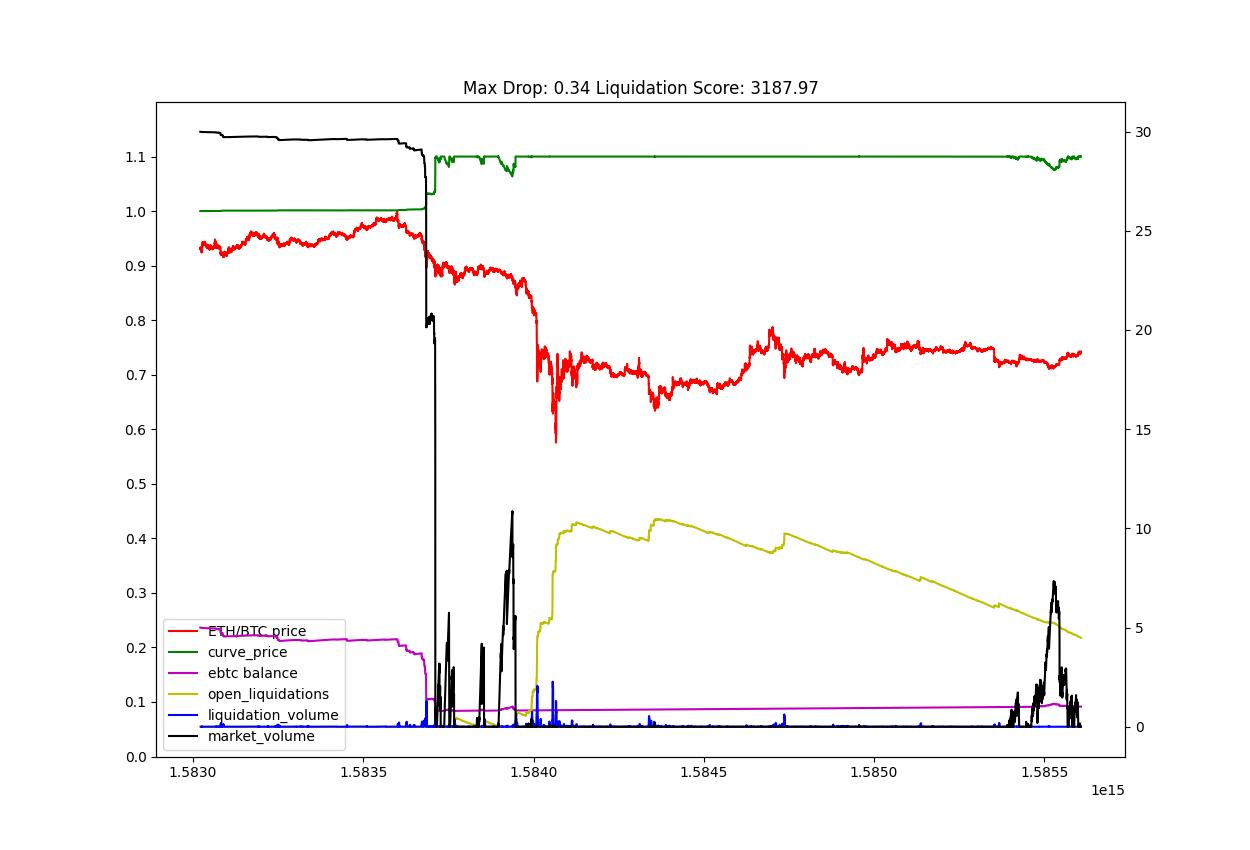 Max Drop: 0.34 Liquidation Score: 3187.97
1.1
1.0
0.9
0.8
0.7
0.6
0.5
0.4
0.3
0.2
0.1
0.0
30
25
20
15
10
5
0
ETH/BTC price
curve_price
ebtc balance
open_liquidations
liquidation_volume
market_volume
1.5830 1.5835 1.5840 1.5845 1.5850 1.5855
1e15